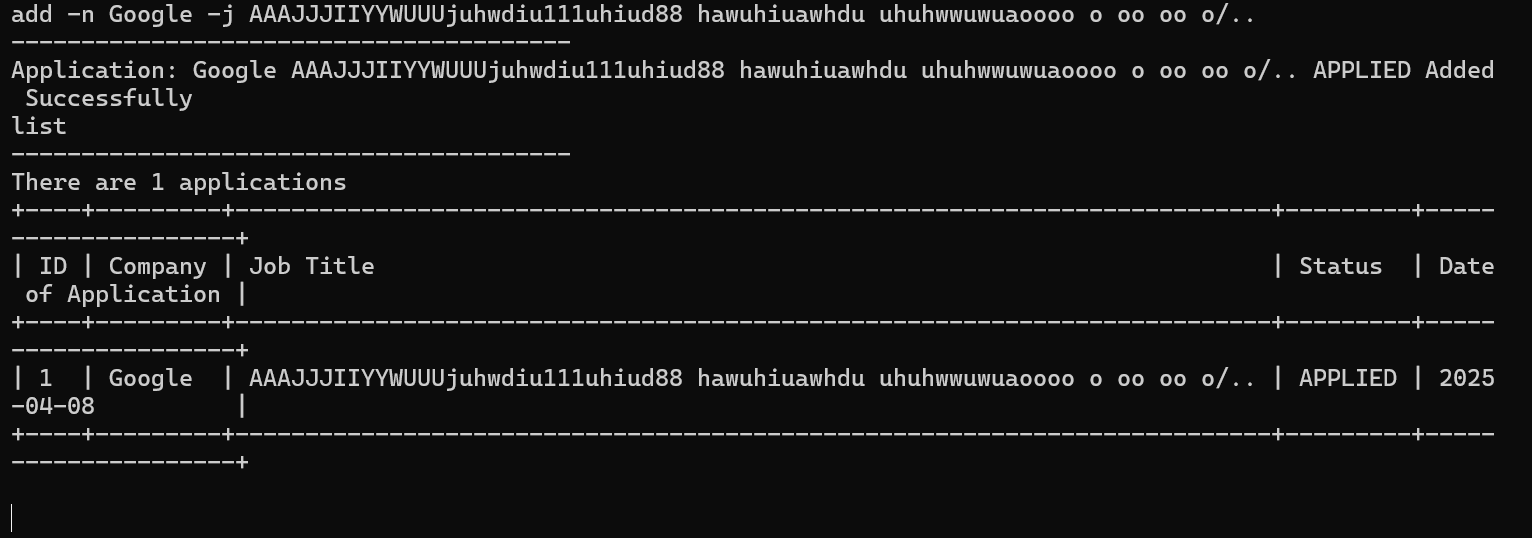 add -n Google -j AAAJJJIIYYWUUUjuhwdiu111uhiud88 hawuhiuawhdu uhuhwwuwuaoooo o oo oo o/..
----------------------------------------
Application: Google AAAJJJIIYYWUUUjuhwdiu111uhiud88 hawuhiuawhdu uhuhwwuwuaoooo o oo oo o/.. APPLIED Added
 Successfully
list
----------------------------------------
There are 1 applications
+----+---------+--------------------------------------------------------------------------+---------+-----
----------------+
| ID | Company | Job Title                                                                | Status  | Date
 of Application |
+----+---------+--------------------------------------------------------------------------+---------+-----
----------------+
| 1  | Google  | AAAJJJIIYYWUUUjuhwdiu111uhiud88 hawuhiuawhdu uhuhwwuwuaoooo o oo oo o/.. | APPLIED | 2025
-04-08          |
+----+---------+--------------------------------------------------------------------------+---------+-----
----------------+